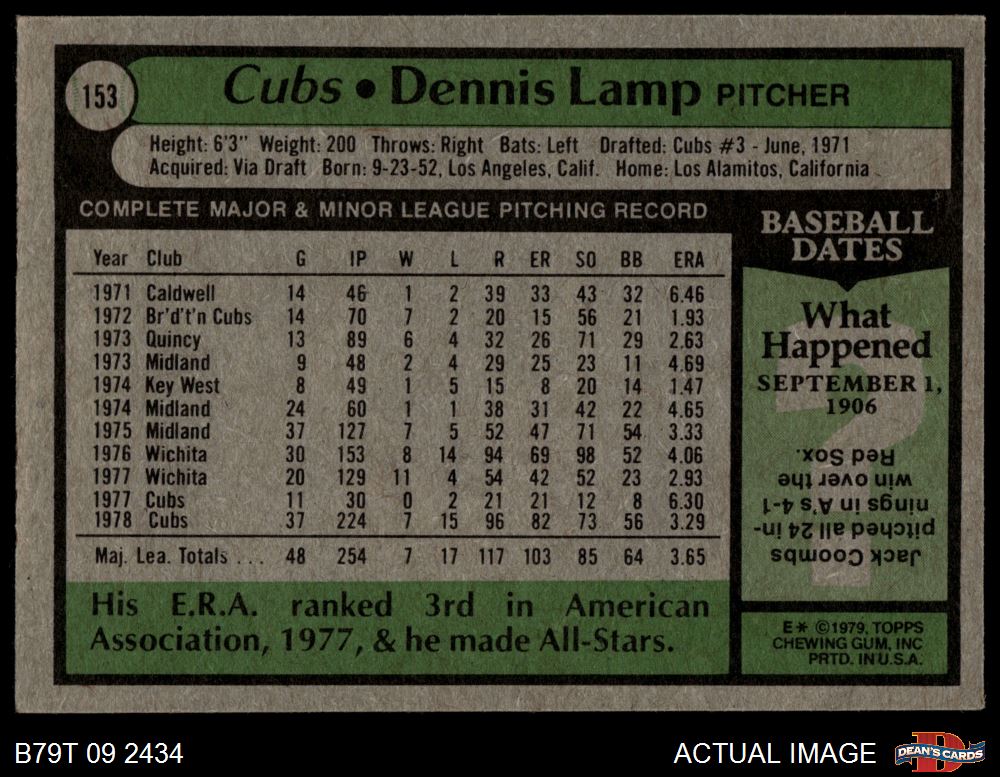 153
Cubs • Dennis Lamp PITCHER
Height: 6'3" Weight: 200 Throws: Right Bats: Left Drafted: Cubs #3 - June, 1971
Acquired: Via Draft Born: 9-23-52, Los Angeles, Calif. Home: Los Alamitos, California
COMPLETE MAJOR & MINOR LEAGUE PITCHING RECORD
Year Club G IP W L R ER SO BB ERA
1971 Caldwell 14 46 1 2 39 33 43 32 6.46
1972 Br'd't'n Cubs 14 70 7 2 20 15 56 21 1.93
1973 Quincy 13 89 6 4 32 26 71 29 2.63
1973 Midland 9 48 2 4 29 25 23 11 4.69
1974 Key West 8 49 1 5 15 8 20 14 1.47
1974 Midland 24 60 1 1 38 31 42 22 4.65
1975 Midland 37 127 7 5 52 47 71 54 3.33
1976 Wichita 30 153 8 14 94 69 98 52 4.06
1977 Wichita 20 129 11 4 54 42 52 23 2.93
1977 Cubs 11 30 0 2 21 21 12 8 6.30
1978 Cubs 37 224 7 15 96 82 73 56 3.29
Maj. Lea. Totals ... 48 254 7 17 117 103 85 64 3.65
His E.R.A. ranked 3rd in American
Association, 1977, & he made All-Stars.
BASEBALL
DATES
What
Happened
SEPTEMBER 1,
1906
Jack Coombs
pitched all 24 in-
nings in A's 4-1
win over the
Red Sox.
E* ©1979, TOPPS
CHEWING GUM, INC
PRTD. IN U.S.A.
B79T 09 2434
ACTUAL IMAGE
D
DEAN'S CARDS